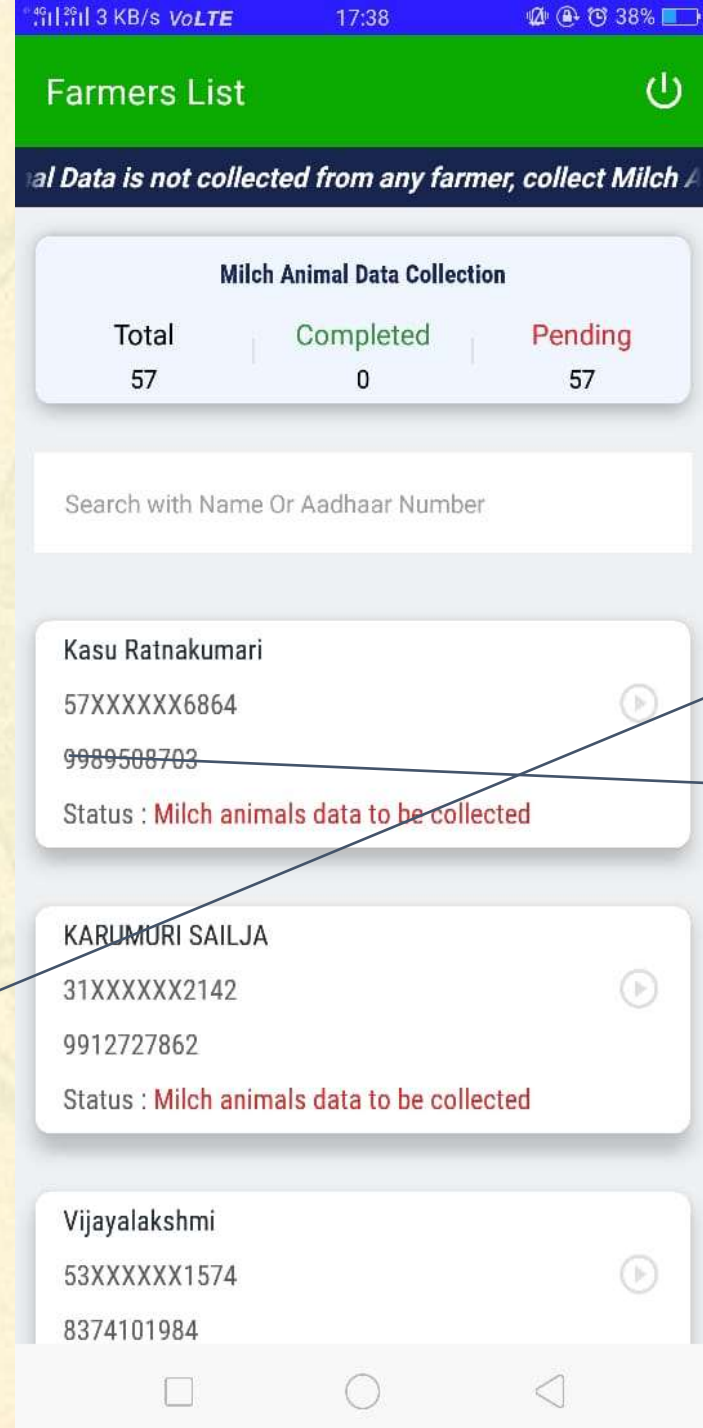 4G 4G 3 KB/s VoLTE 17:38 38%
Farmers List
al Data is not collected from any farmer, collect Milch A
Milch Animal Data Collection
Total Completed Pending
57 0 57
Search with Name Or Aadhaar Number
Kasu Ratnakumari
57XXXXXX6864
9989508703
Status : Milch animals data to be collected
KARUMURI SAILJA
31XXXXXX2142
9912727862
Status : Milch animals data to be collected
Vijayalakshmi
53XXXXXX1574
8374101984